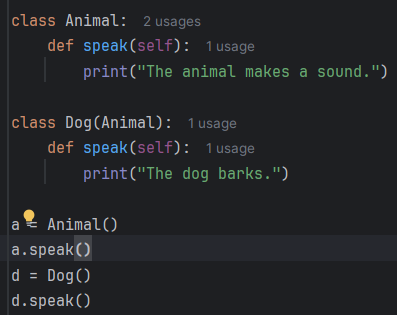 class Animal: 2 usages
    def speak(self): 1 usage
        print("The animal makes a sound.")

class Dog(Animal): 1 usage
    def speak(self): 1 usage
        print("The dog barks.")

a = Animal()
a.speak()
d = Dog()
d.speak()